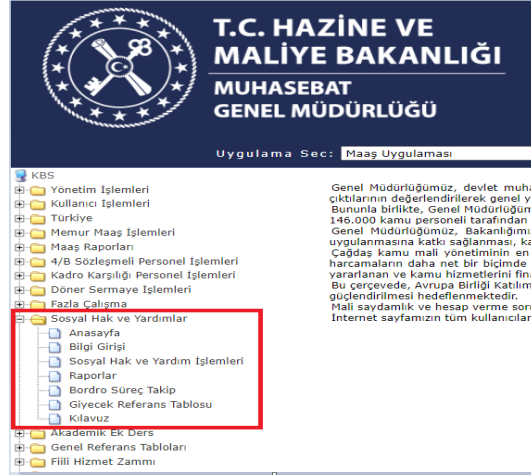 T.C. HAZİNE VE
MALİYE BAKANLIĞI
MUHASEBAT
GENEL MÜDÜRLÜĞÜ
Uygulama Sec: Maaş Uygulaması
KBS
Yönetim İşlemleri
Kullanıcı İşlemleri
Türkiye
Memur Maaş İşlemleri
Maaş Raporları
4/B Sözleşmeli Personel İşlemleri
Kadro Karşılığı Personel İşlemleri
Döner Sermaye İşlemleri
Fazla Çalışma
Sosyal Hak ve Yardımlar
Anasayfa
Bilgi Girişi
Sosyal Hak ve Yardım İşlemleri
Raporlar
Bordro Süreç Takip
Giyecek Referans Tablosu
Kılavuz
Akademik Ek Ders
Genel Referans Tabloları
Fiili Hizmet Zammı
Genel Müdürlüğümüz, devlet muha
çıktılarının değerlendirilerek genel y
Bununla birlikte, Genel Müdürlüğüm
146.000 kamu personeli tarafından
Genel Müdürlüğümüz, Bakanlığımı
uygulanmasına katkı sağlanması, ka
Çağdaş kamu mali yönetiminin en
harcamaların daha net bir biçimde
yararlanan ve kamu hizmetlerini fina
Bu çerçevede, Avrupa Birliği Katılım
güçlendirilmesi hedeflenmektedir.
Mali saydamlık ve hesap verme soru
İnternet sayfamızın tüm kullanıcılar